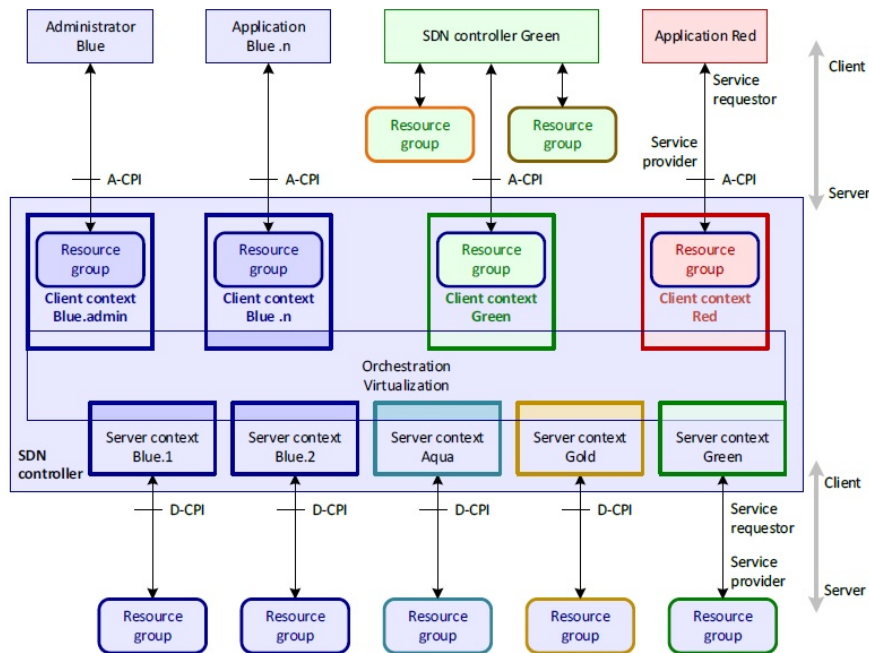 Administrator
Blue
Application
Blue .n
SDN controller Green
Application Red
Client
Service
requestor
Resource
group
Resource
group
Service
provider
A-CPI
A-CPI
A-CPI
A-CPI
Server
Resource
group
Client context
Blue.admin
Resource
group
Client context
Blue .n
Resource
group
Client context
Green
Resource
group
Client context
Red
Orchestration
Virtualization
SDN
controller
Server context
Blue.1
Server context
Blue.2
Server context
Aqua
Server context
Gold
Server context
Green
Client
D-CPI
D-CPI
D-CPI
D-CPI
Service
requestor
Service
provider
Server
Resource
group
Resource
group
Resource
group
Resource
group
Resource
group